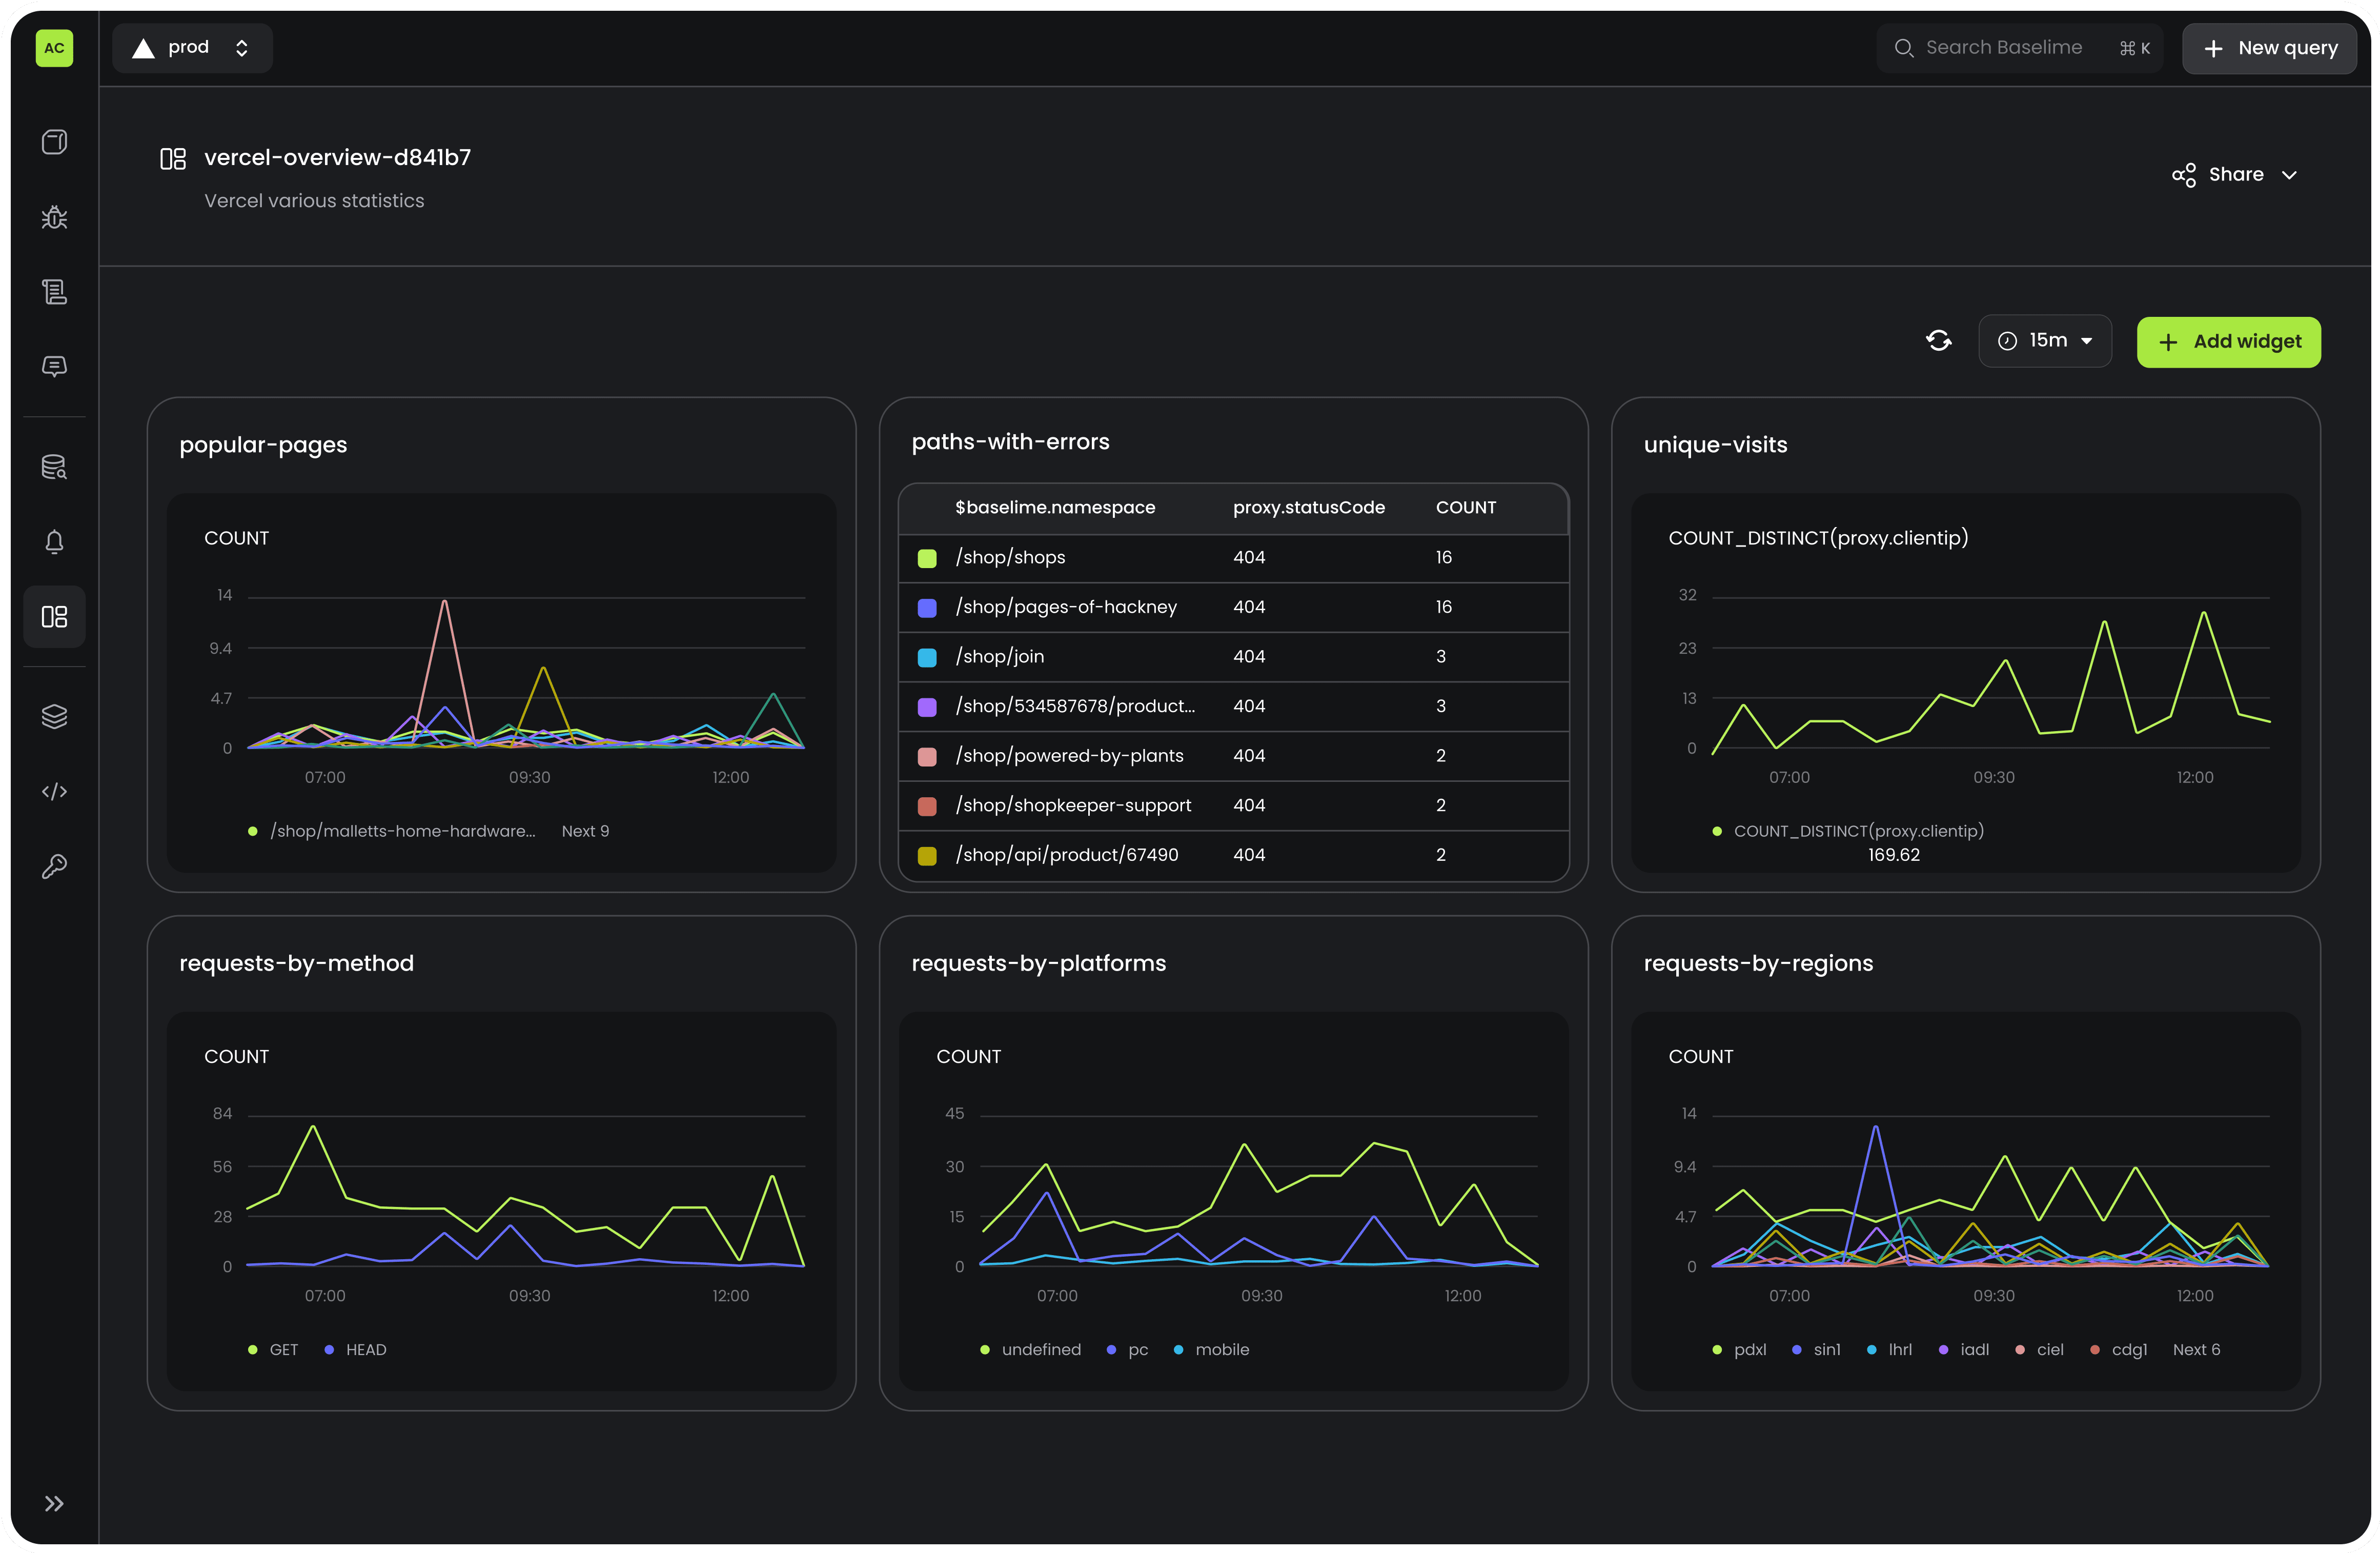 AC
prod
Search Baselime
⌘ K
+ New query
vercel-overview-d841b7
Vercel various statistics
Share
15m
+ Add widget
popular-pages
COUNT
14
9.4
4.7
0
07:00 09:30 12:00
/shop/malletts-home-hardware... Next 9
paths-with-errors
$baselime.namespace proxy.statusCode COUNT
/shop/shops 404 16
/shop/pages-of-hackney 404 16
/shop/join 404 3
/shop/534587678/product... 404 3
/shop/powered-by-plants 404 2
/shop/shopkeeper-support 404 2
/shop/api/product/67490 404 2
unique-visits
COUNT_DISTINCT(proxy.clientip)
32
23
13
0
07:00 09:30 12:00
COUNT_DISTINCT(proxy.clientip)
169.62
requests-by-method
COUNT
84
56
28
0
07:00 09:30 12:00
GET HEAD
requests-by-platforms
COUNT
45
30
15
0
07:00 09:30 12:00
undefined pc mobile
requests-by-regions
COUNT
14
9.4
4.7
0
07:00 09:30 12:00
pdxl sin1 lhrl iadl ciel cdg1 Next 6